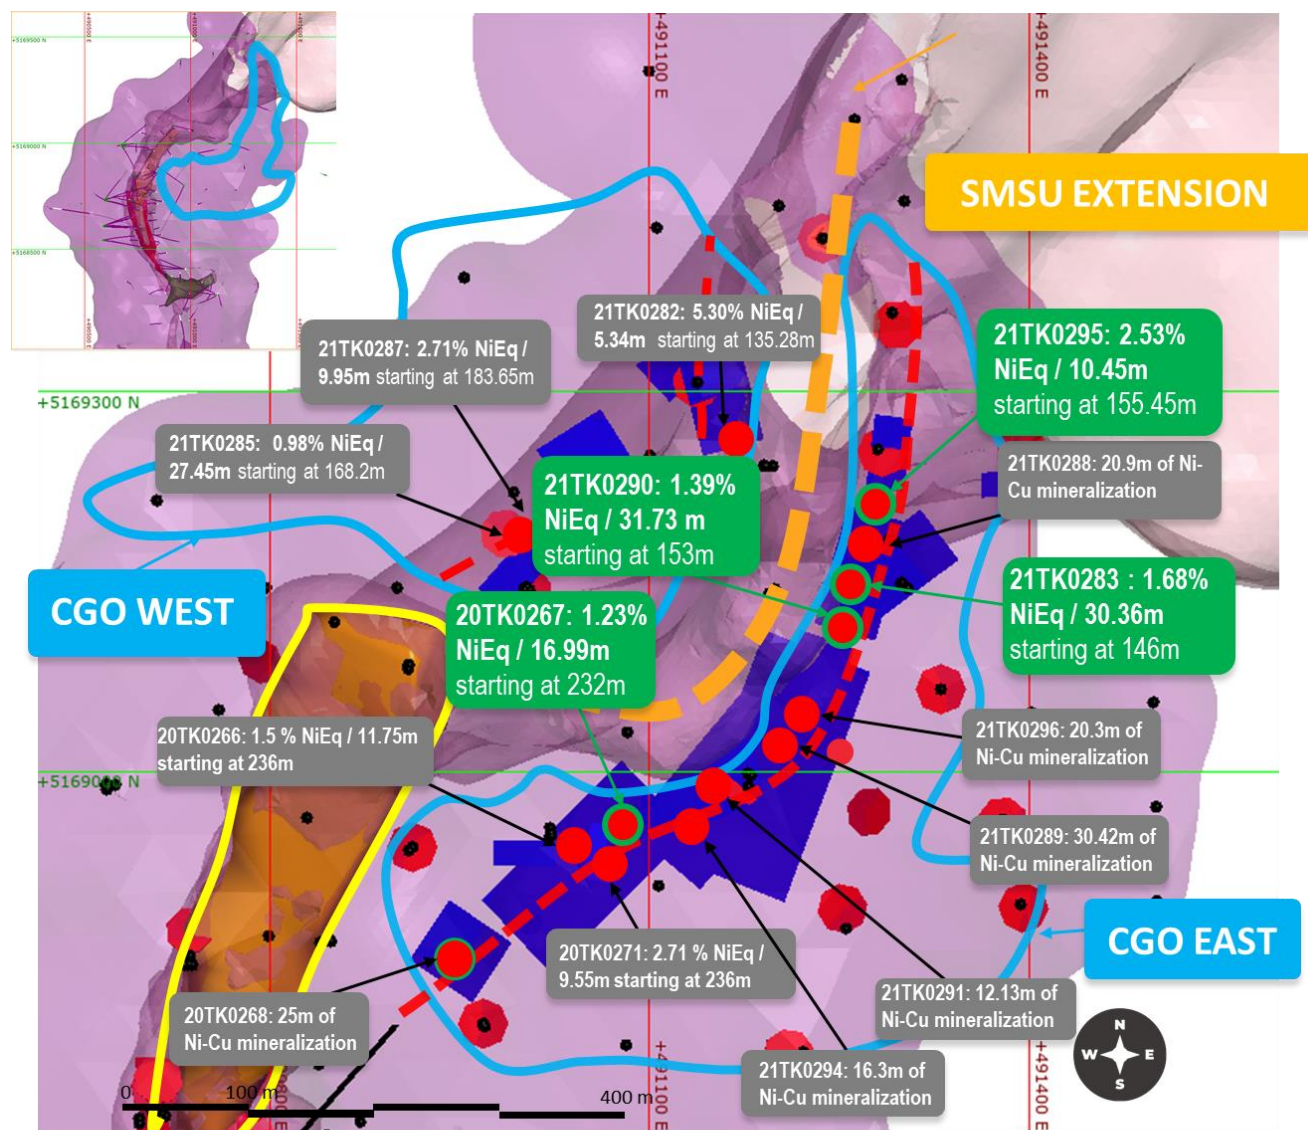 +5169500 N
+5169000 N
+5168500 N
+491100 E
+491400 E
SMSU EXTENSION
21TK0282: 5.30% NiEq /
5.34m starting at 135.28m
21TK0287: 2.71% NiEq /
9.95m starting at 183.65m
21TK0295: 2.53%
NiEq / 10.45m
starting at 155.45m
+5169300 N
21TK0285: 0.98% NiEq /
27.45m starting at 168.2m
21TK0288: 20.9m of Ni-
Cu mineralization
21TK0290: 1.39%
NiEq / 31.73 m
starting at 153m
21TK0283 : 1.68%
NiEq / 30.36m
starting at 146m
CGO WEST
20TK0267: 1.23%
NiEq / 16.99m
starting at 232m
20TK0266: 1.5 % NiEq / 11.75m
starting at 236m
21TK0296: 20.3m of
Ni-Cu mineralization
21TK0289: 30.42m of
Ni-Cu mineralization
CGO EAST
20TK0271: 2.71 % NiEq /
9.55m starting at 236m
21TK0291: 12.13m of
Ni-Cu mineralization
20TK0268: 25m of
Ni-Cu mineralization
21TK0294: 16.3m of
Ni-Cu mineralization
N
W E
S
0 100 m 400 m
+491100 E
+491400 E